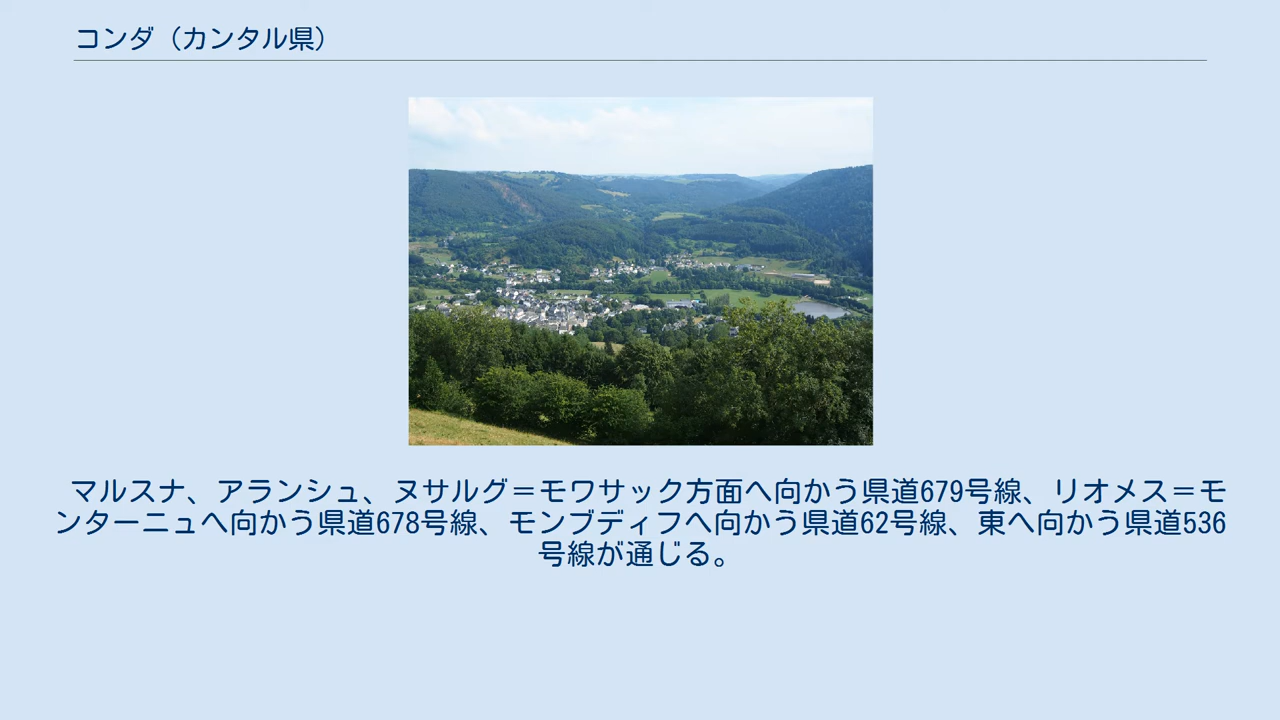 コンダ（カンタル県）
マルスナ、アランシュ、ヌサルグ＝モワサック方面へ向かう県道679号線、リオメス＝モ
ンターニュへ向かう県道678号線、モンブディフへ向かう県道62号線、東へ向かう県道536
号線が通じる。